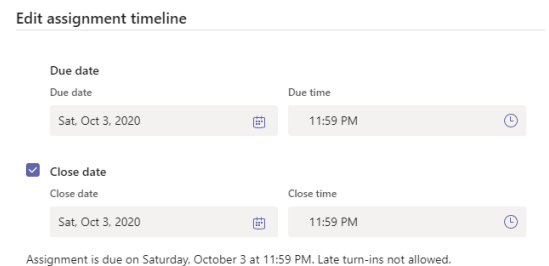 Edit assignment timeline
Due date
Due date Due time
Sat, Oct 3, 2020 11:59 PM
Close date
Close date Close time
Sat, Oct 3, 2020 11:59 PM
Assignment is due on Saturday, October 3 at 11:59 PM. Late turn-ins not allowed.